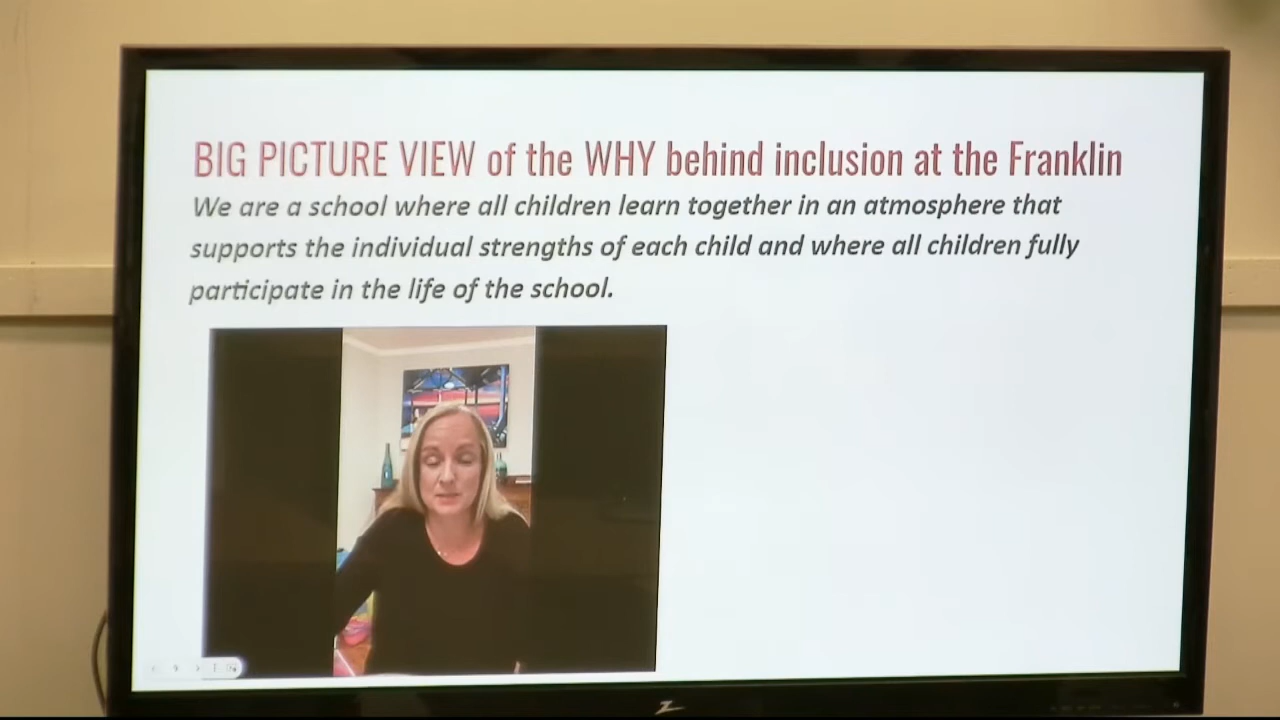 BIG PICTURE VIEW of the WHY behind inclusion at the Franklin
We are a school where all children learn together in an atmosphere that
supports the individual strengths of each child and where all children fully
participate in the life of the school.